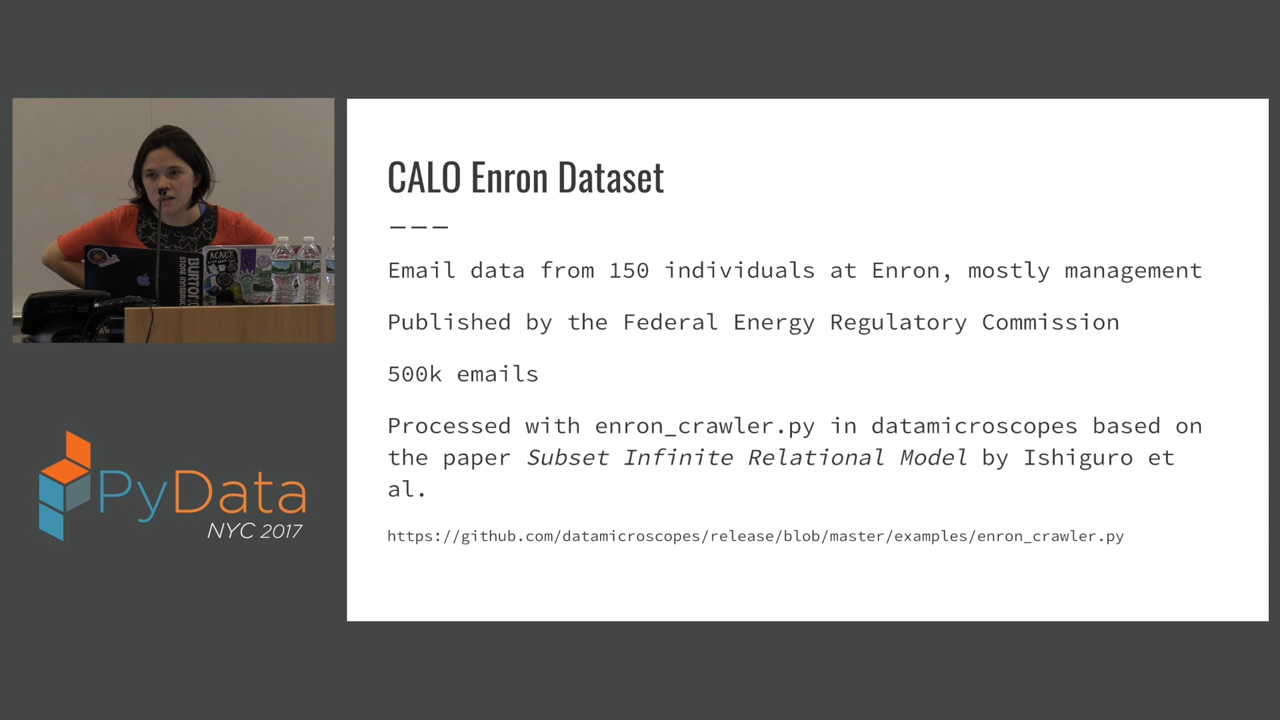 CALO Enron Dataset
Email data from 150 individuals at Enron, mostly management
Published by the Federal Energy Regulatory Commission
500k emails
Processed with enron_crawler.py in datamicroscopes based on
the paper Subset Infinite Relational Model by Ishiguro et
al.
https://github.com/datamicroscopes/release/blob/master/examples/enron_crawler.py
BURTON
PyData
NYC 2017